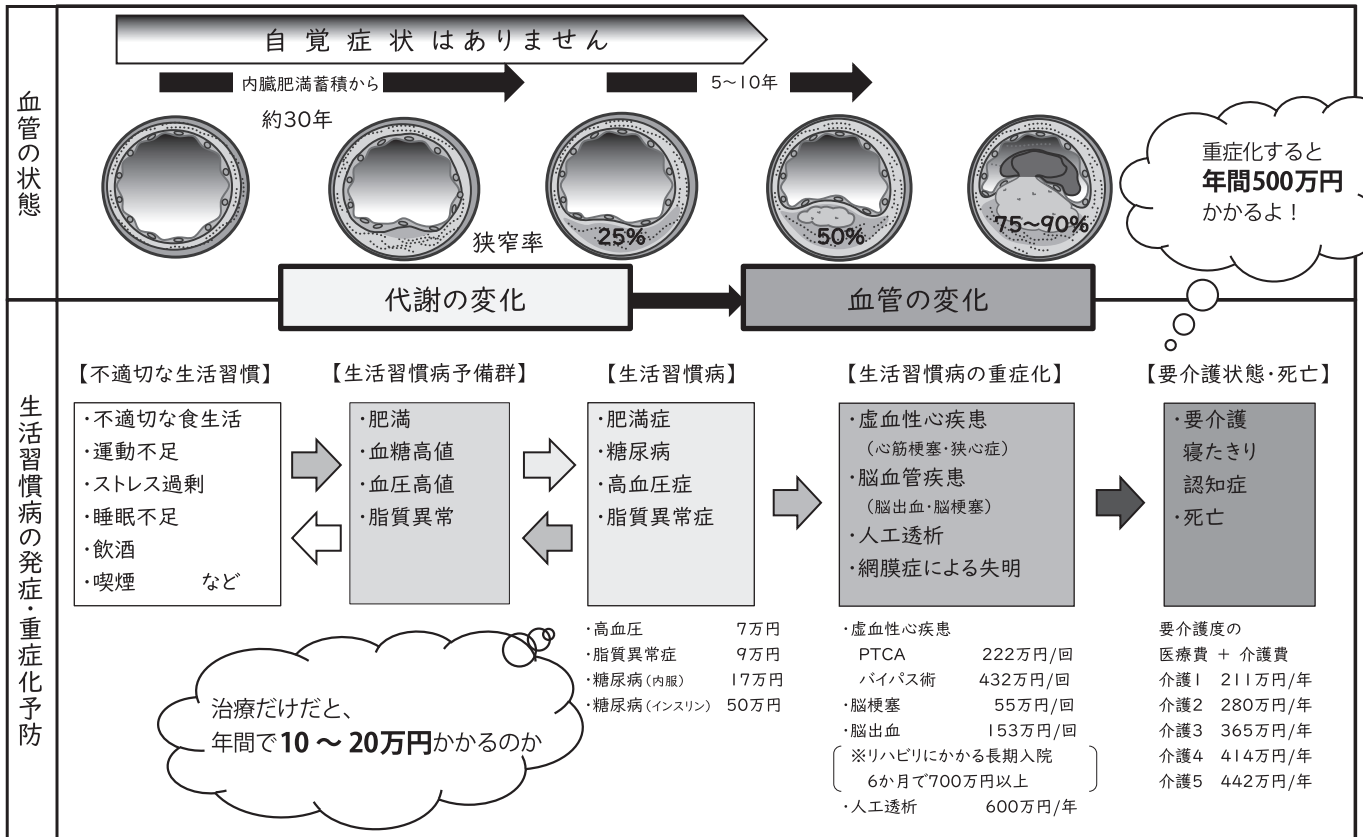 血管の状態
自覚症状はありません
内臓肥満蓄積から
約30年
5～10年
狭窄率
25%
50%
75～90%
重症化すると
年間500万円
かかるよ！
代謝の変化
血管の変化
生活習慣病の発症・重症化予防
【不適切な生活習慣】
・不適切な食生活
・運動不足
・ストレス過剰
・睡眠不足
・飲酒
・喫煙 など
【生活習慣病予備群】
・肥満
・血糖高値
・血圧高値
・脂質異常
【生活習慣病】
・肥満症
・糖尿病
・高血圧症
・脂質異常症
【生活習慣病の重症化】
・虚血性心疾患
（心筋梗塞・狭心症）
・脳血管疾患
（脳出血・脳梗塞）
・人工透析
・網膜症による失明
【要介護状態・死亡】
・要介護
寝たきり
認知症
・死亡
治療だけだと、
年間で10～20万円かかるのか
・高血圧 7万円
・脂質異常症 9万円
・糖尿病（内服） 17万円
・糖尿病（インスリン） 50万円
・虚血性心疾患
PTCA 222万円/回
バイパス術 432万円/回
・脳梗塞 55万円/回
・脳出血 153万円/回
※リハビリにかかる長期入院
6か月で700万円以上
・人工透析 600万円/年
要介護度の
医療費 + 介護費
介護1 211万円/年
介護2 280万円/年
介護3 365万円/年
介護4 414万円/年
介護5 442万円/年